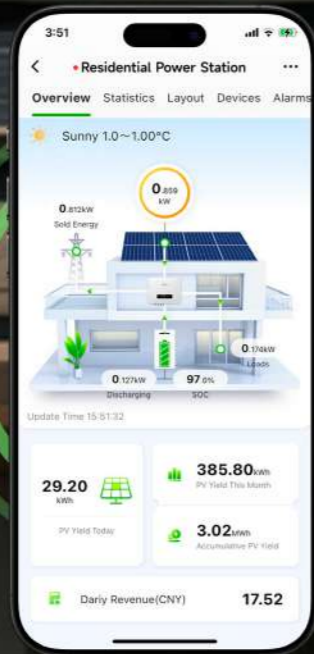 3:51
Residential Power Station
Overview Statistics Layout Devices Alarms
Sunny 1.0~1.00°C
0.859
kW
0.812kW
Sold Energy
0.174kW
Loads
0.127kW
Discharging
97.0%
SOC
Update Time 15:51:32
29.20
kWh
PV Yield Today
385.80kWh
PV Yield This Month
3.02MWh
Accumulative PV Yield
Dariy Revenue(CNY) 17.52